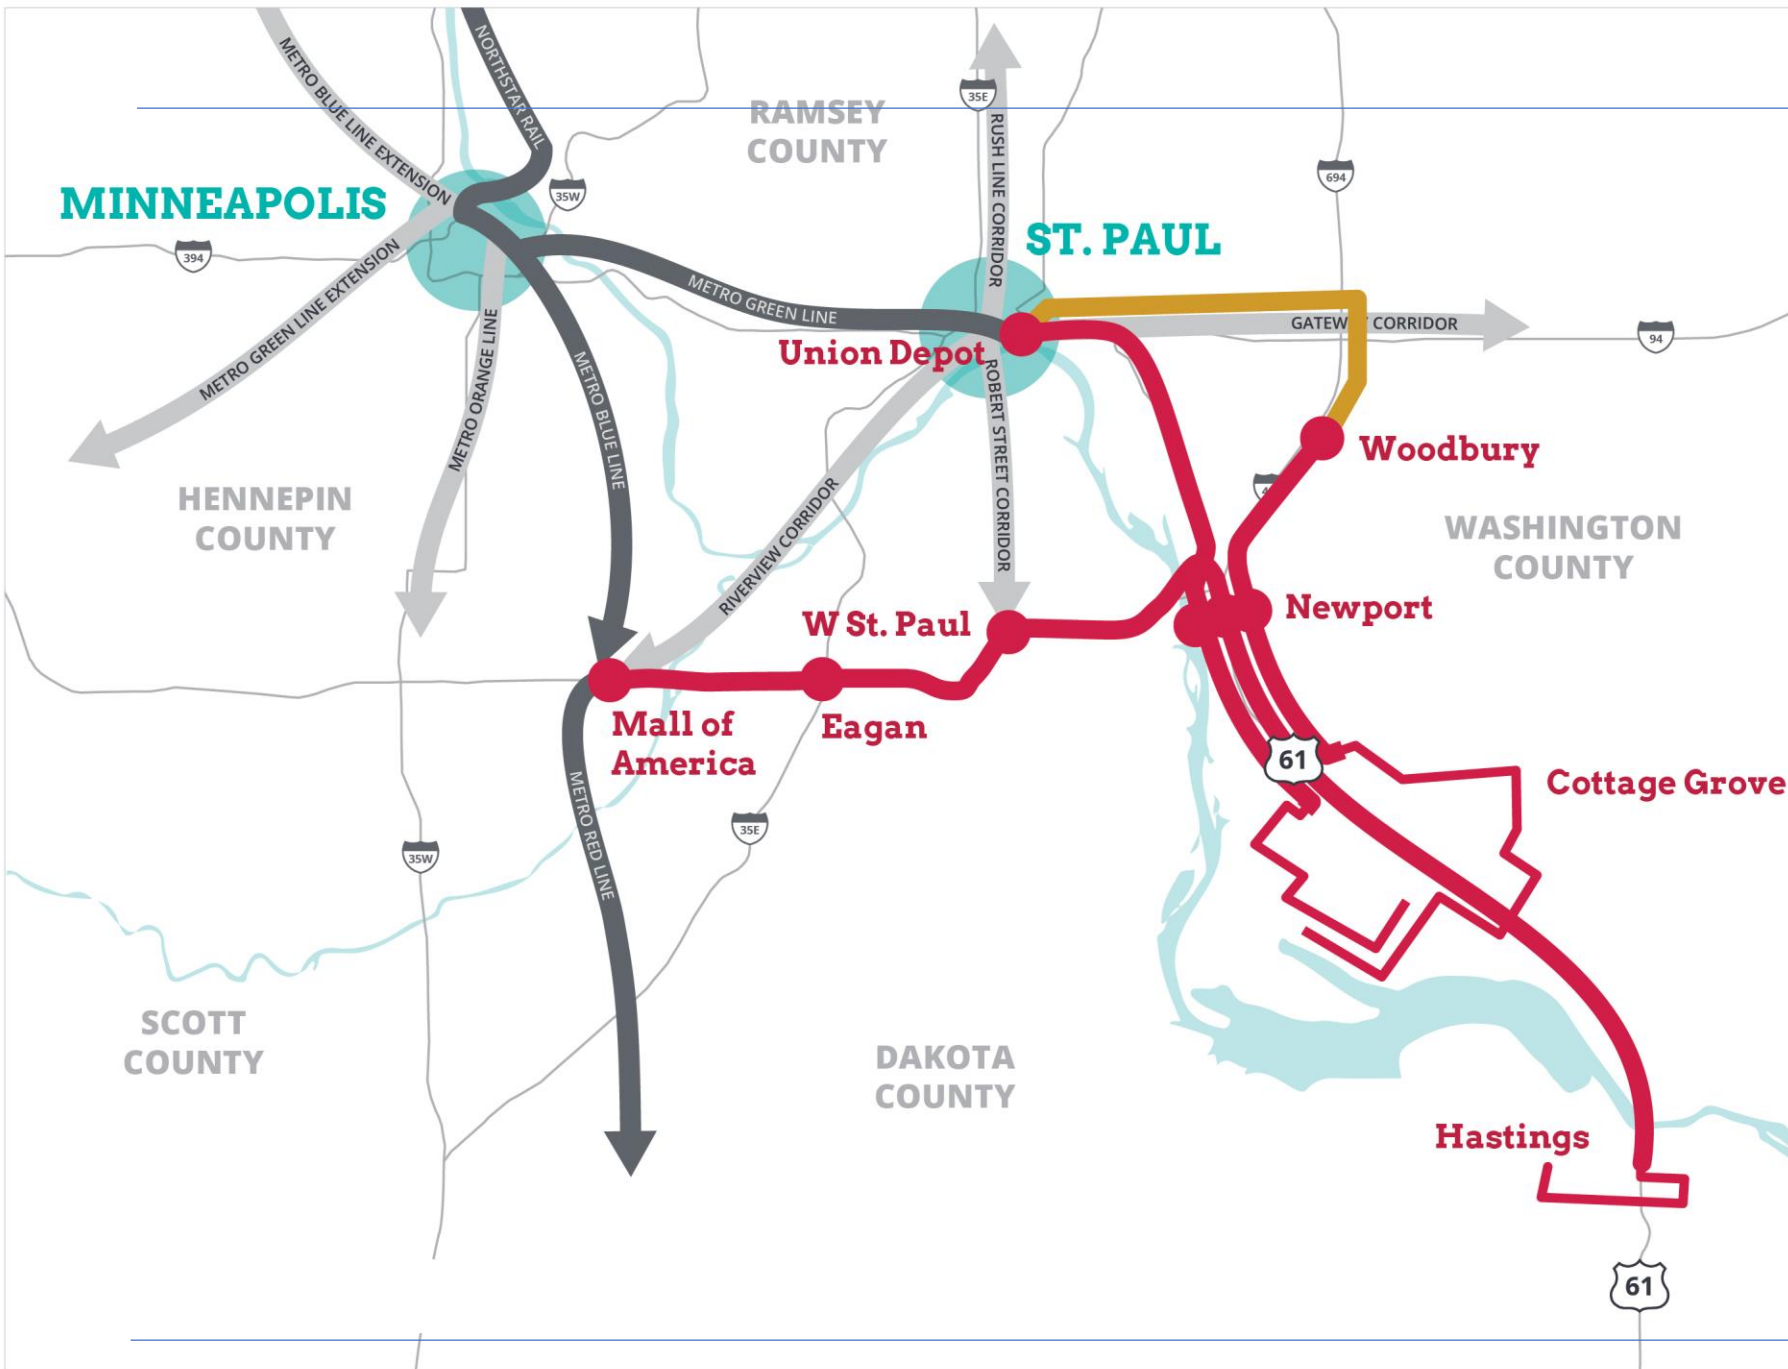 NORTHSTAR RAIL
METRO BLUE LINE EXTENSION
35E
RAMSEY
COUNTY
RUSH LINE CORRIDOR
694
35W
MINNEAPOLIS
ST. PAUL
394
METRO GREEN LINE EXTENSION
METRO GREEN LINE
METRO ORANGE LINE
GATEWAY CORRIDOR
94
Union Depot
METRO BLUE LINE
ROBERT STREET CORRIDOR
Woodbury
HENNEPIN
COUNTY
RIVERVIEW CORRIDOR
WASHINGTON
COUNTY
Newport
W St. Paul
Mall of
America
Eagan
61
Cottage Grove
METRO RED LINE
35E
35W
SCOTT
COUNTY
DAKOTA
COUNTY
Hastings
61